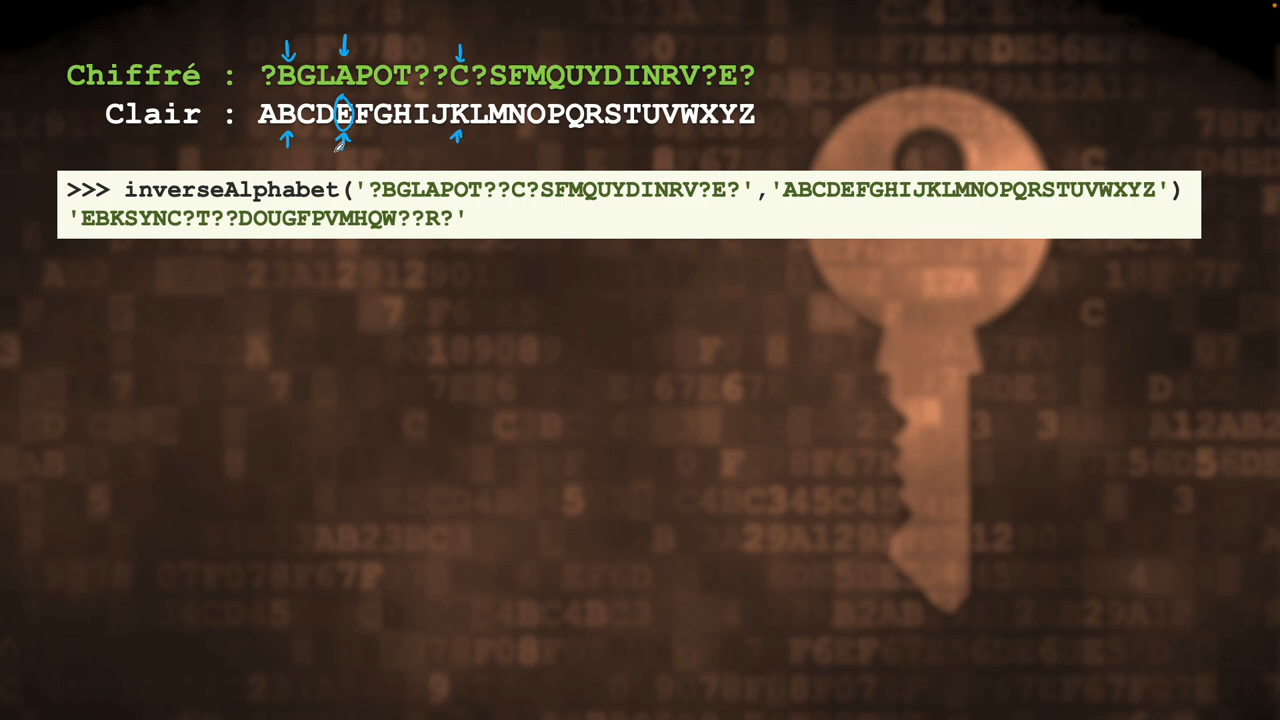 Chiffré : ?BGLAPOT??C?SFMQUYDINRV?E?
Clair : ABCDEFGHIJKLMNOPQRSTUVWXYZ
>>> inverseAlphabet('?BGLAPOT??C?SFMQUYDINRV?E?','ABCDEFGHIJKLMNOPQRSTUVWXYZ')
'EBKSYNC?T??DOUGFPVMHQW??R?'